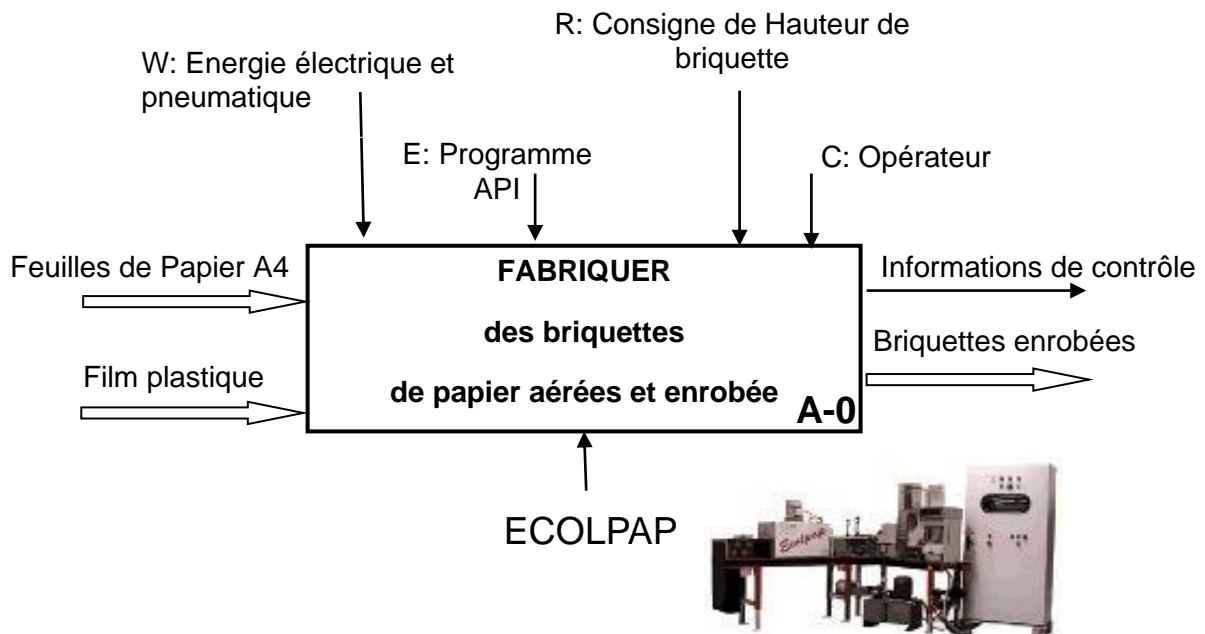 R: Consigne de Hauteur de
briquette
W: Energie électrique et
pneumatique
E: Programme
API
C: Opérateur
Feuilles de Papier A4
Film plastique
FABRIQUER
des briquettes
de papier aérées et enrobée
A-0
Informations de contrôle
Briquettes enrobées
ECOLPAP
Ecolpap